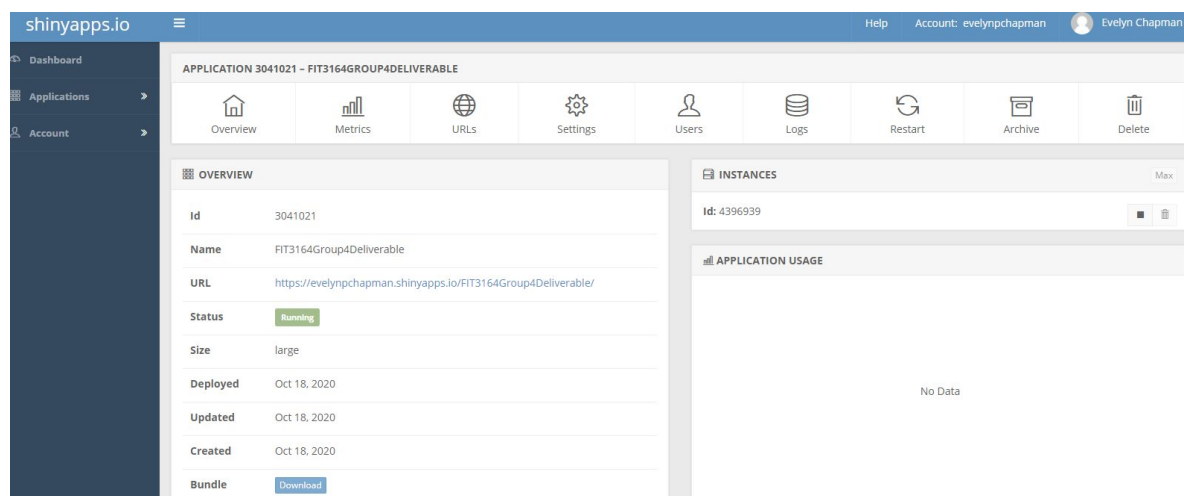 shinyapps.io
Help Account: evelynpchapman Evelyn Chapman
Dashboard
Applications
Account
APPLICATION 3041021 – FIT3164GROUP4DELIVERABLE
Overview Metrics URLs Settings Users Logs Restart Archive Delete
OVERVIEW
Id 3041021
Name FIT3164Group4Deliverable
URL https://evelynpchapman.shinyapps.io/FIT3164Group4Deliverable/
Status Running
Size large
Deployed Oct 18, 2020
Updated Oct 18, 2020
Created Oct 18, 2020
Bundle Download
INSTANCES Max
Id: 4396939
APPLICATION USAGE
No Data